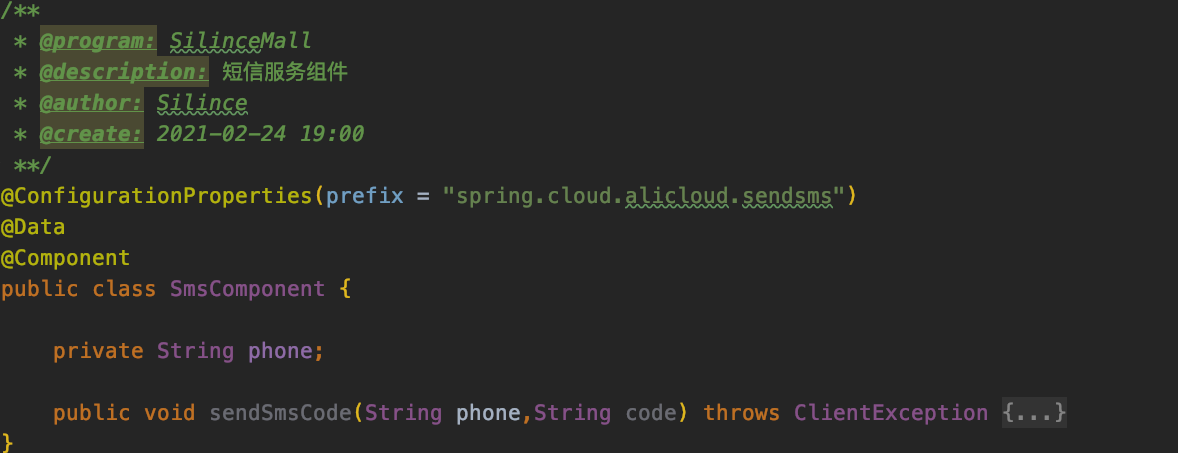 /**
 * @program: SilinceMall
 * @description: 短信服务组件
 * @author: Silince
 * @create: 2021-02-24 19:00
 **/
@ConfigurationProperties(prefix = "spring.cloud.alicloud.sendsms")
@Data
@Component
public class SmsComponent {
    private String phone;
    public void sendSmsCode(String phone,String code) throws ClientException {...}
}